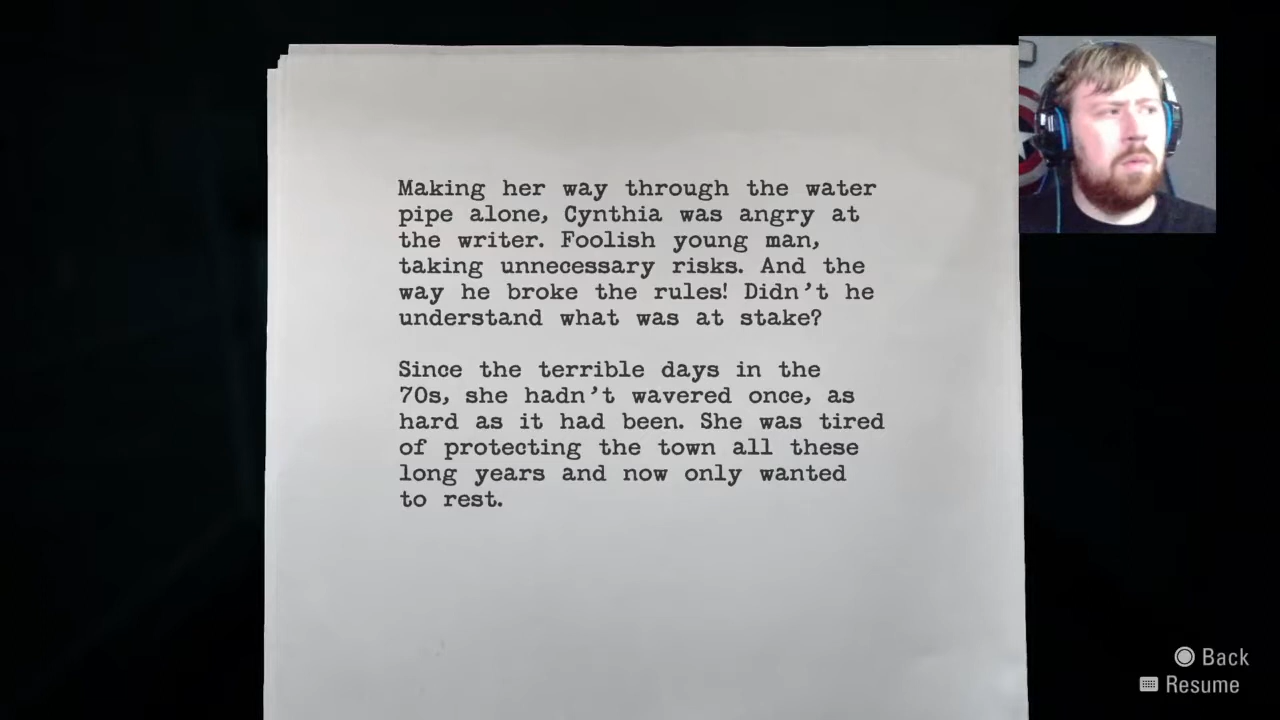 Making her way through the water
pipe alone, Cynthia was angry at
the writer. Foolish young man,
taking unnecessary risks. And the
way he broke the rules! Didn't he
understand what was at stake?
Since the terrible days in the
70s, she hadn't wavered once, as
hard as it had been. She was tired
of protecting the town all these
long years and now only wanted
to rest.
Back
Resume